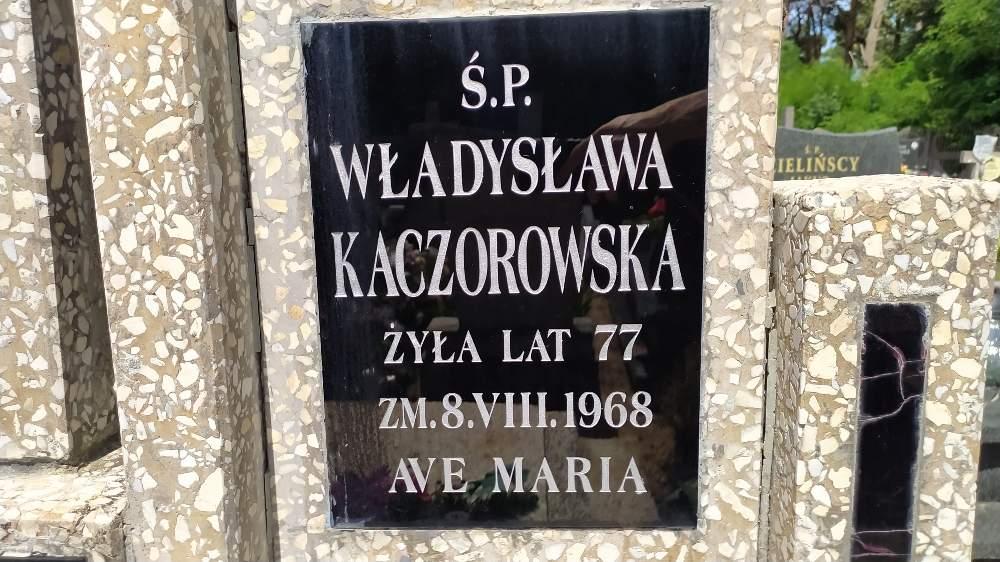 Ś.P.
WŁADYSŁAWA
KACZOROWSKA
ŻYŁA LAT 77
ZM. 8.VIII.1968
AVE MARIA
Ś.P.